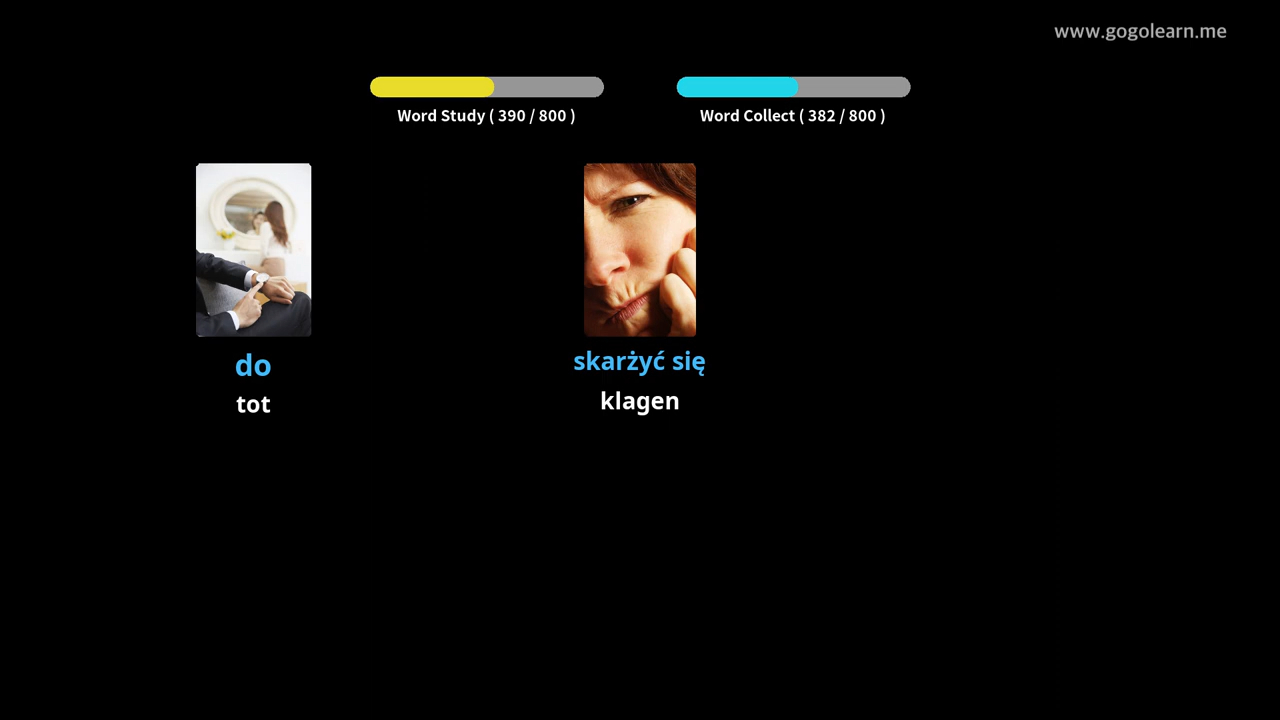 www.gogolearn.me
Word Study ( 390 / 800 )
Word Collect ( 382 / 800 )
do
tot
skarżyć się
klagen